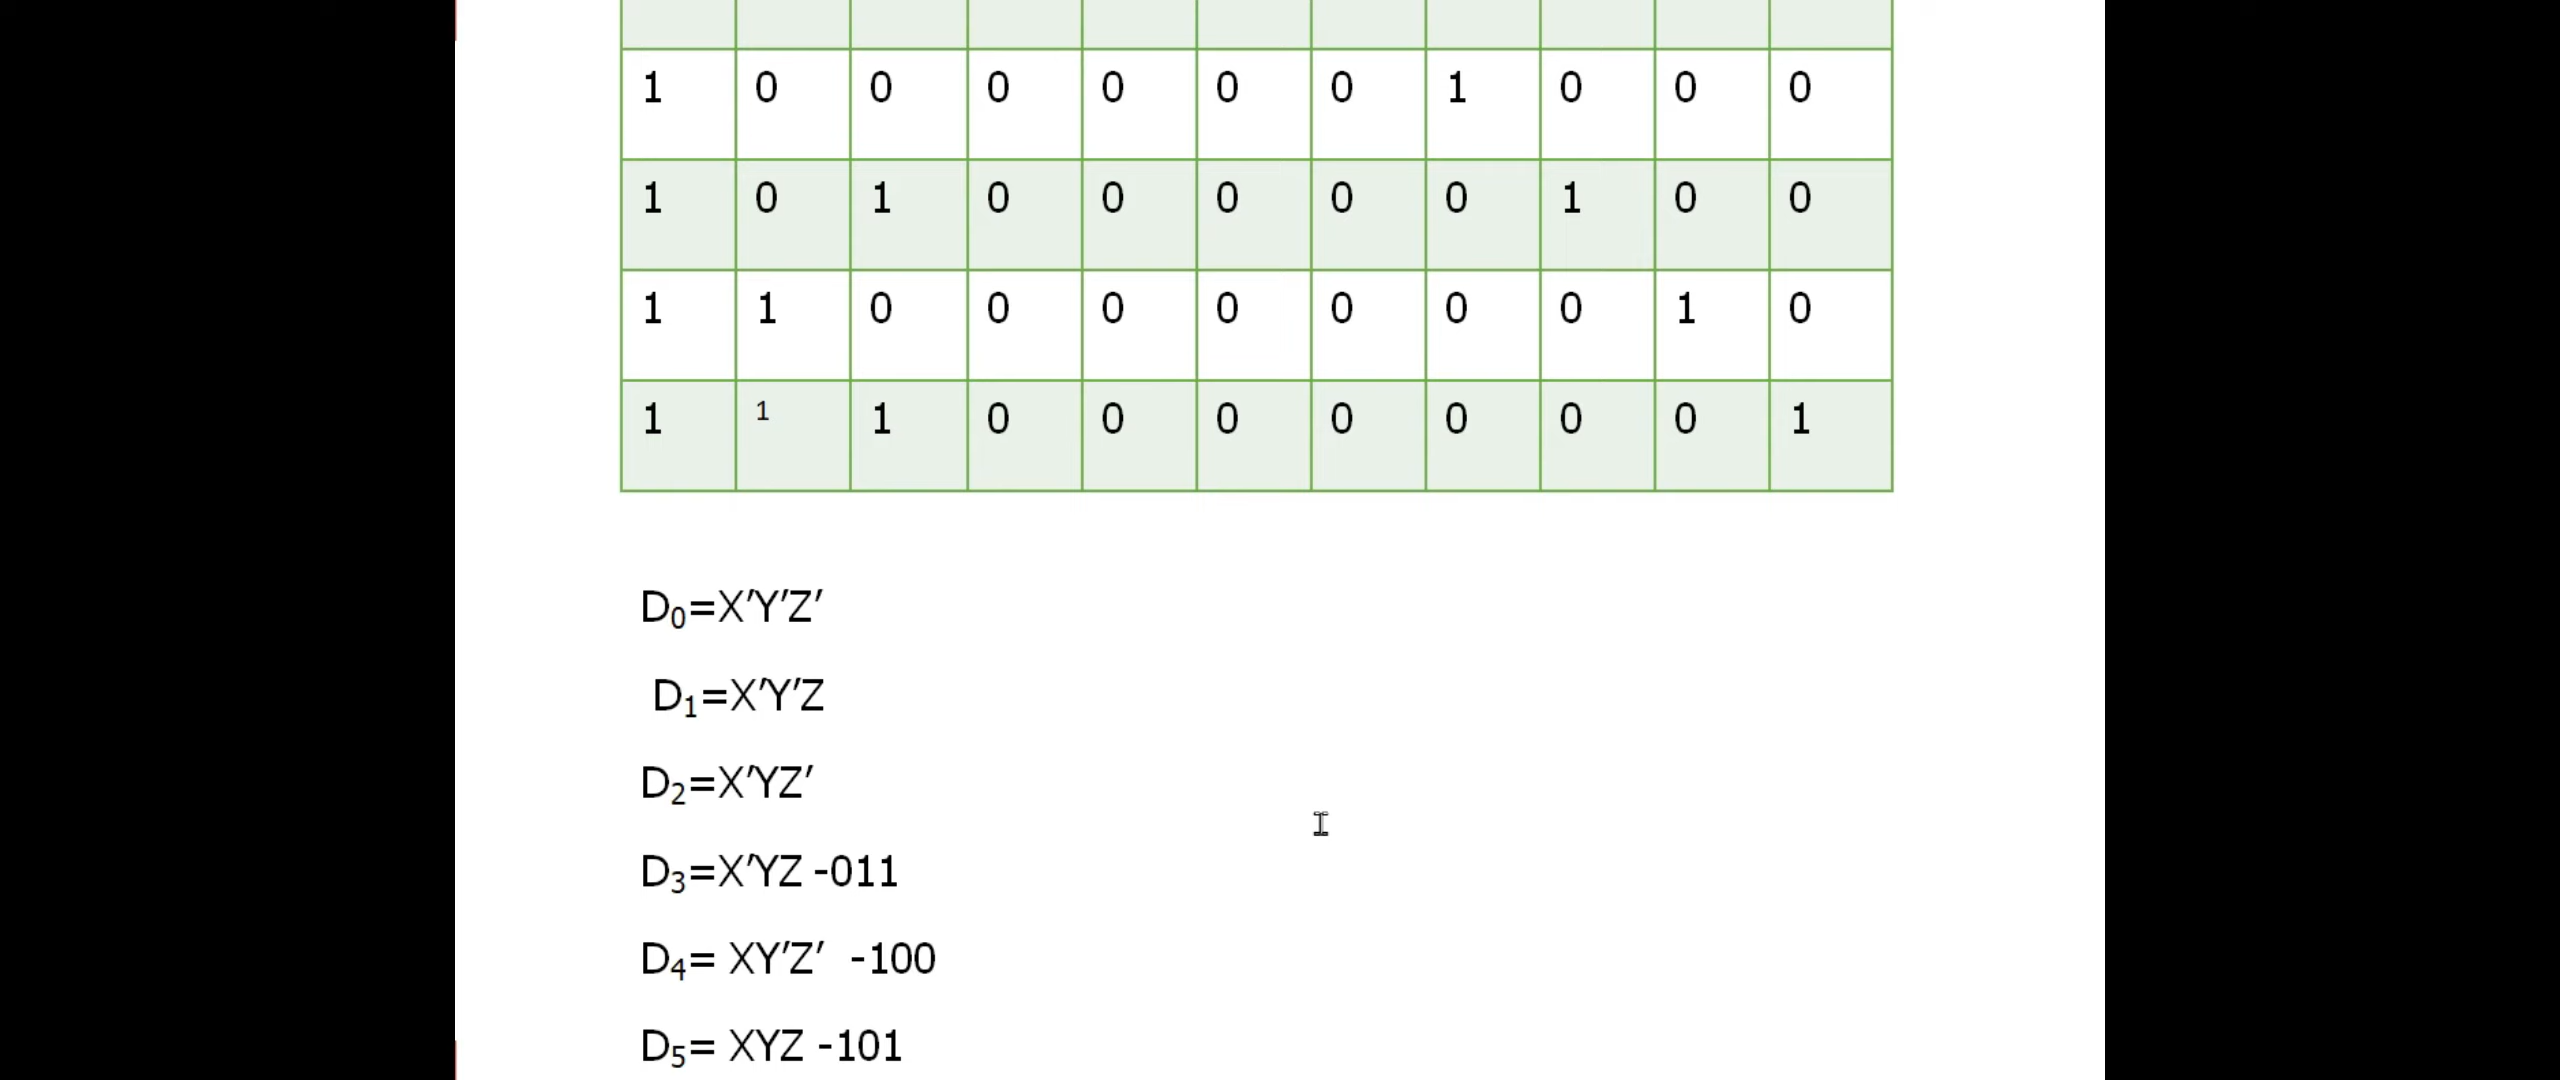 1 0 0 0 0 0 0 1 0 0 0
1 0 1 0 0 0 0 0 1 0 0
1 1 0 0 0 0 0 0 0 1 0
1 1 1 0 0 0 0 0 0 0 1
D₀=X′Y′Z′
D₁=X′Y′Z
D₂=X′YZ′
D₃=X′YZ -011
D₄= XY′Z′ -100
D₅= XYZ -101